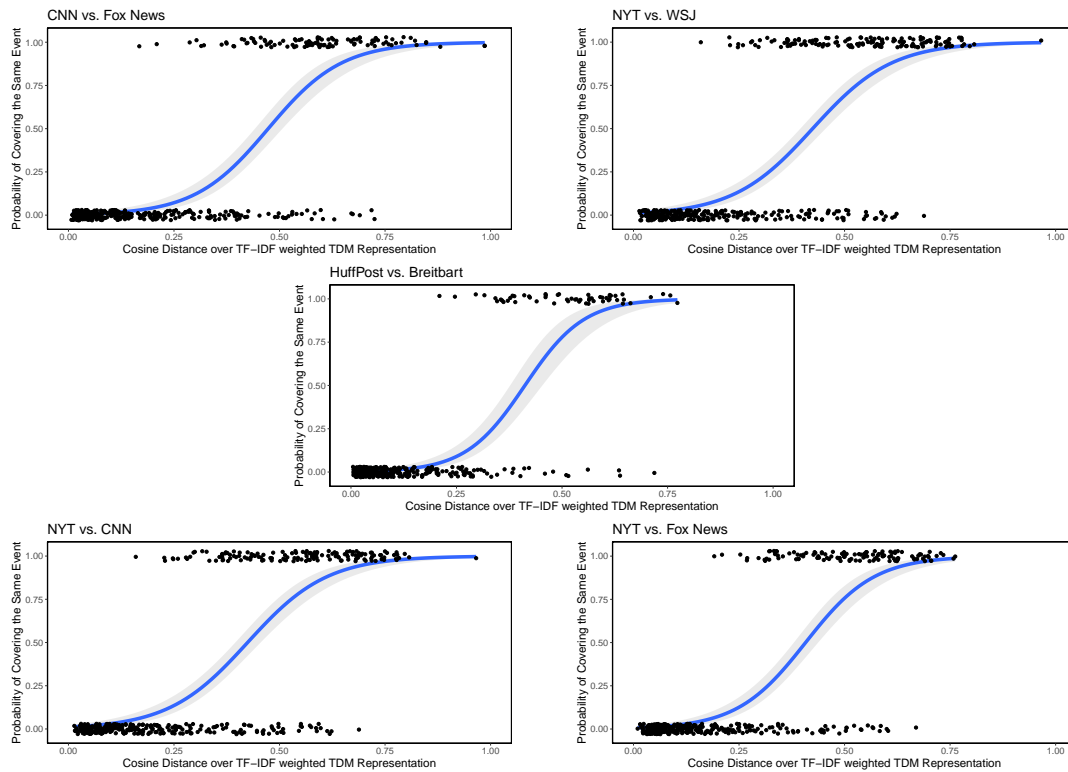 CNN vs. Fox News
Probability of Covering the Same Event
1.00
0.75
0.50
0.25
0.00
0.00 0.25 0.50 0.75 1.00
Cosine Distance over TF−IDF weighted TDM Representation
NYT vs. WSJ
Probability of Covering the Same Event
1.00
0.75
0.50
0.25
0.00
0.00 0.25 0.50 0.75 1.00
Cosine Distance over TF−IDF weighted TDM Representation
HuffPost vs. Breitbart
Probability of Covering the Same Event
1.00
0.75
0.50
0.25
0.00
0.00 0.25 0.50 0.75 1.00
Cosine Distance over TF−IDF weighted TDM Representation
NYT vs. CNN
Probability of Covering the Same Event
1.00
0.75
0.50
0.25
0.00
0.00 0.25 0.50 0.75 1.00
Cosine Distance over TF−IDF weighted TDM Representation
NYT vs. Fox News
Probability of Covering the Same Event
1.00
0.75
0.50
0.25
0.00
0.00 0.25 0.50 0.75 1.00
Cosine Distance over TF−IDF weighted TDM Representation